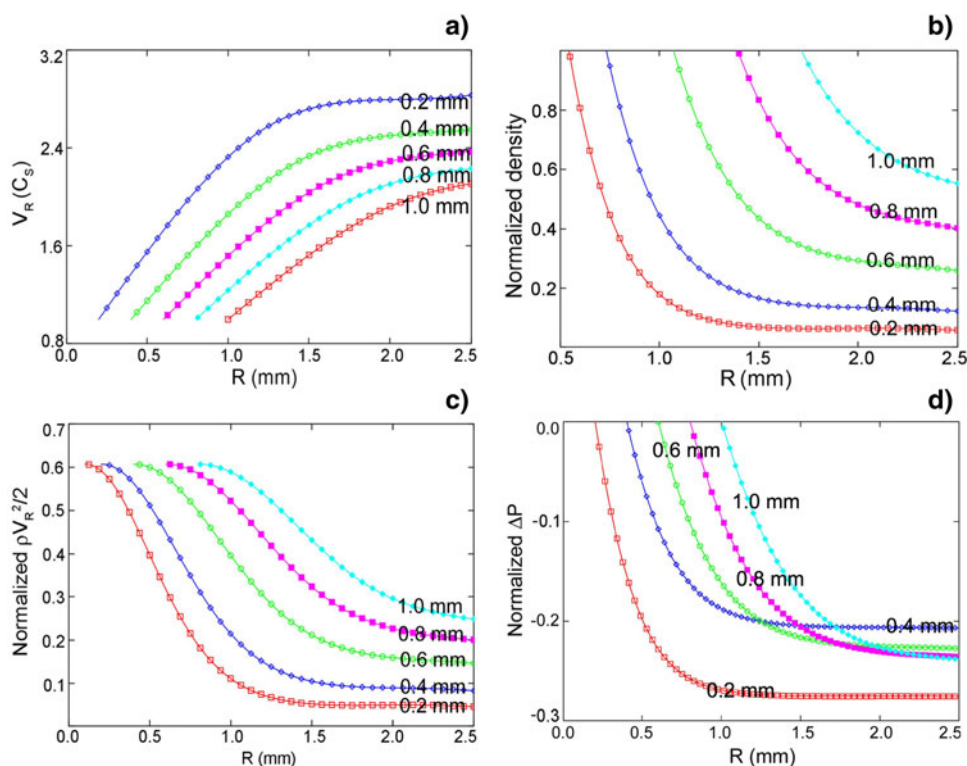 a)
3.2
2.4
1.6
0.8
V_R (C_S)
0.2 mm
0.4 mm
0.6 mm
0.8 mm
1.0 mm
0.0 0.5 1.0 1.5 2.0 2.5
R (mm)
b)
0.8
0.6
0.4
0.2
Normalized density
1.0 mm
0.8 mm
0.6 mm
0.4 mm
0.2 mm
0.5 1.0 1.5 2.0 2.5
R (mm)
c)
0.7
0.6
0.5
0.4
0.3
0.2
0.1
Normalized ρV_R²/2
1.0 mm
0.8 mm
0.6 mm
0.4 mm
0.2 mm
0.0 0.5 1.0 1.5 2.0 2.5
R (mm)
d)
0.0
-0.1
-0.2
-0.3
Normalized ΔP
0.6 mm
1.0 mm
0.8 mm
0.4 mm
0.2 mm
0.0 0.5 1.0 1.5 2.0 2.5
R (mm)